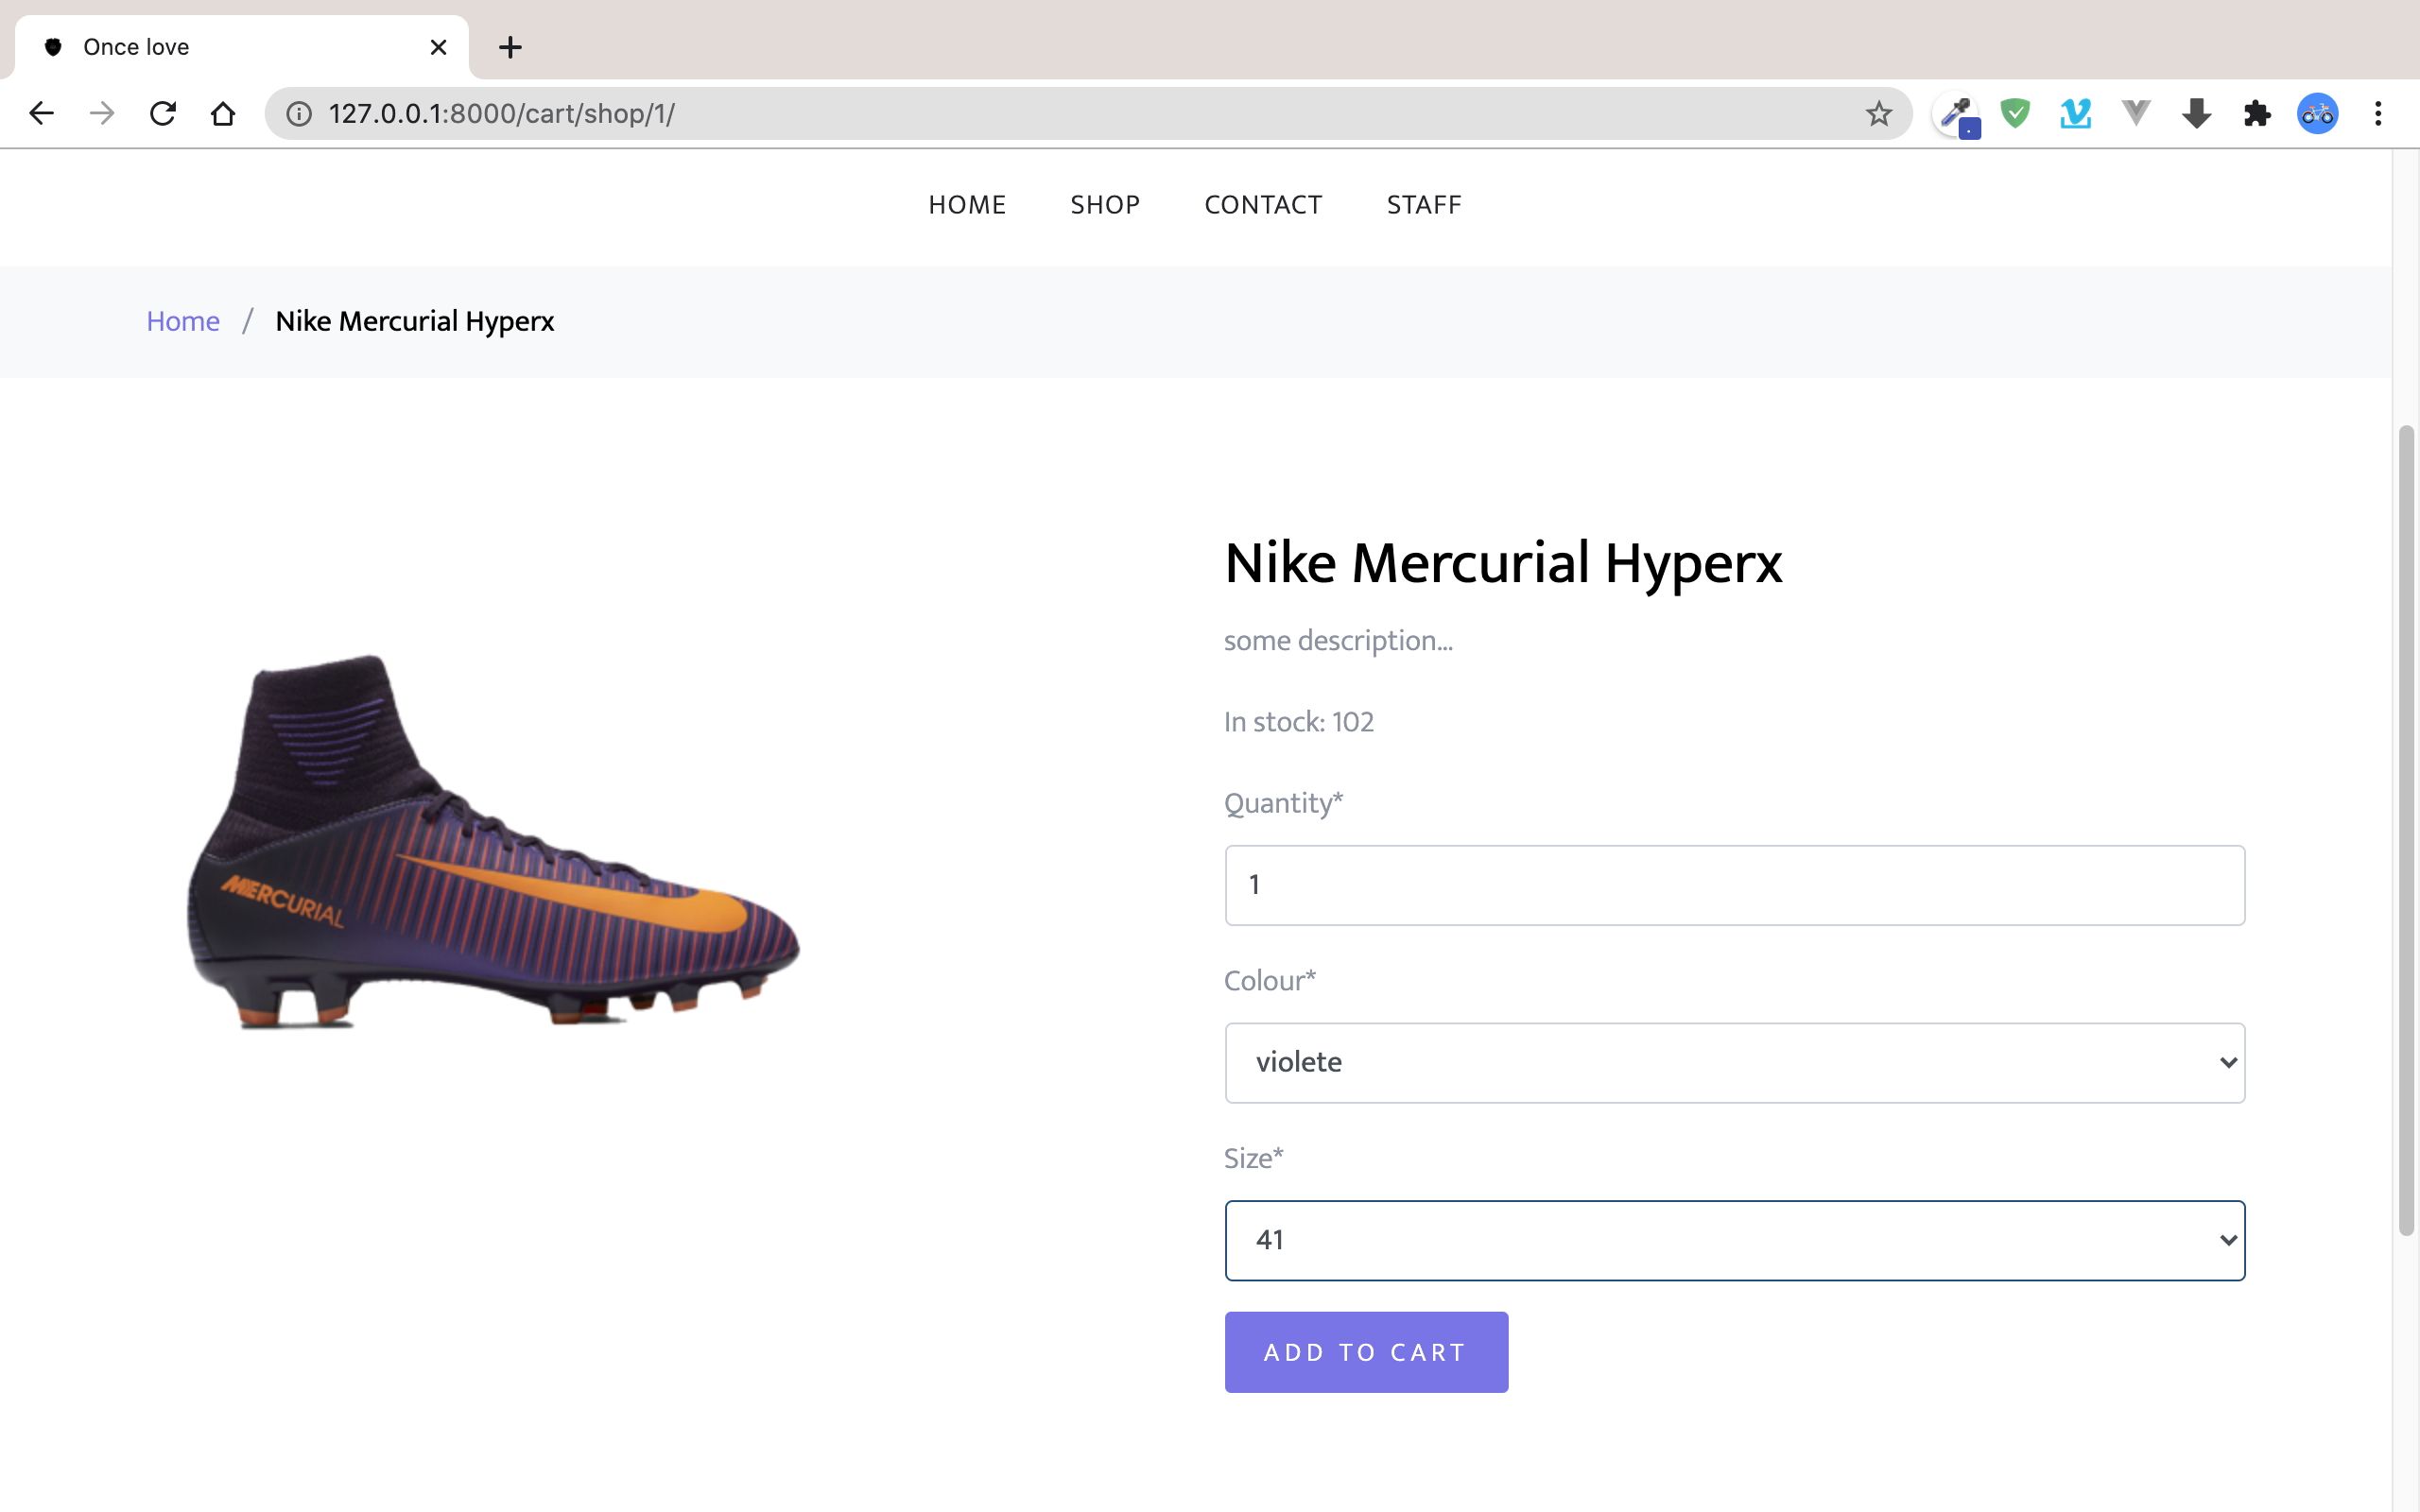 Once love
127.0.0.1:8000/cart/shop/1/
HOME SHOP CONTACT STAFF
Home / Nike Mercurial Hyperx
Nike Mercurial Hyperx
some description...
In stock: 102
Quantity*
1
MERCURIAL
Colour*
violete
Size*
41
ADD TO CART